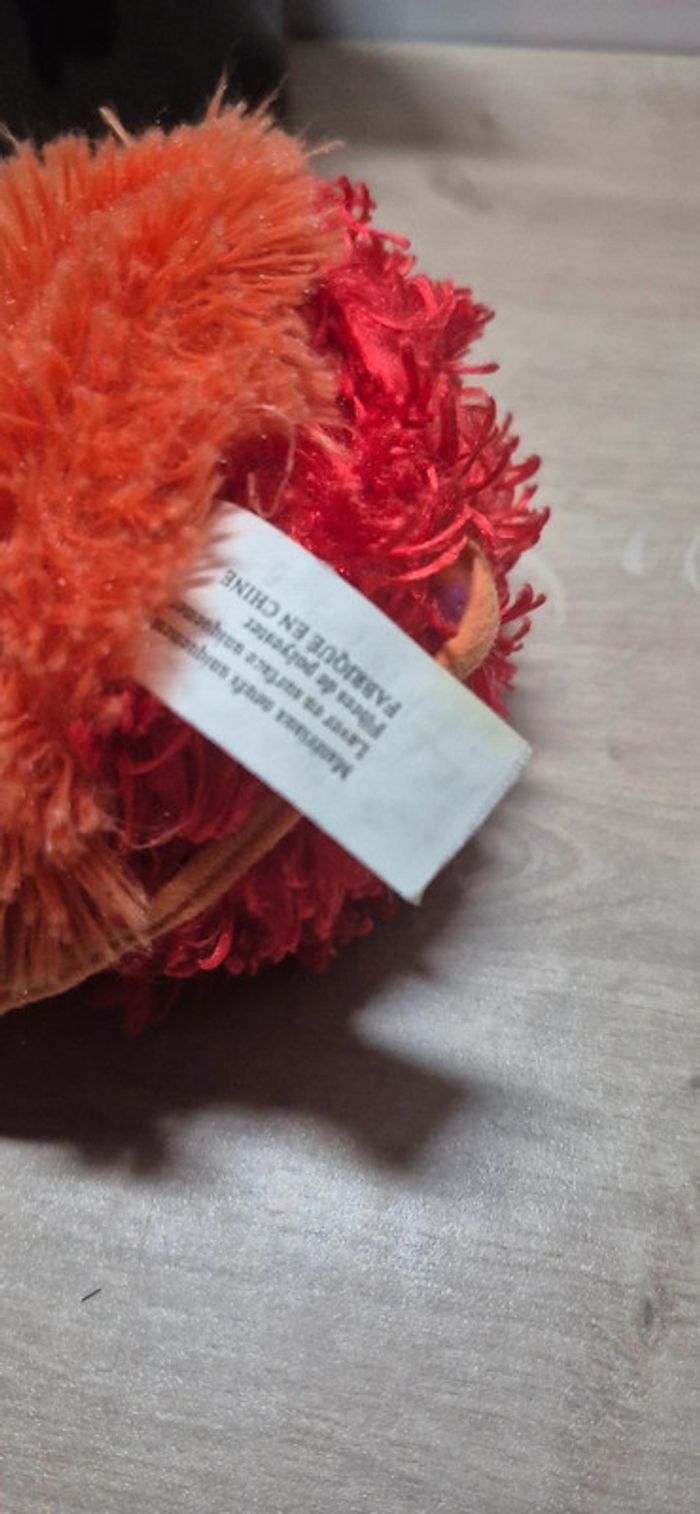 Matériaux neufs uniquement
Laver en surface uniquement
Fibres de polyester
FABRIQUÉ EN CHINE